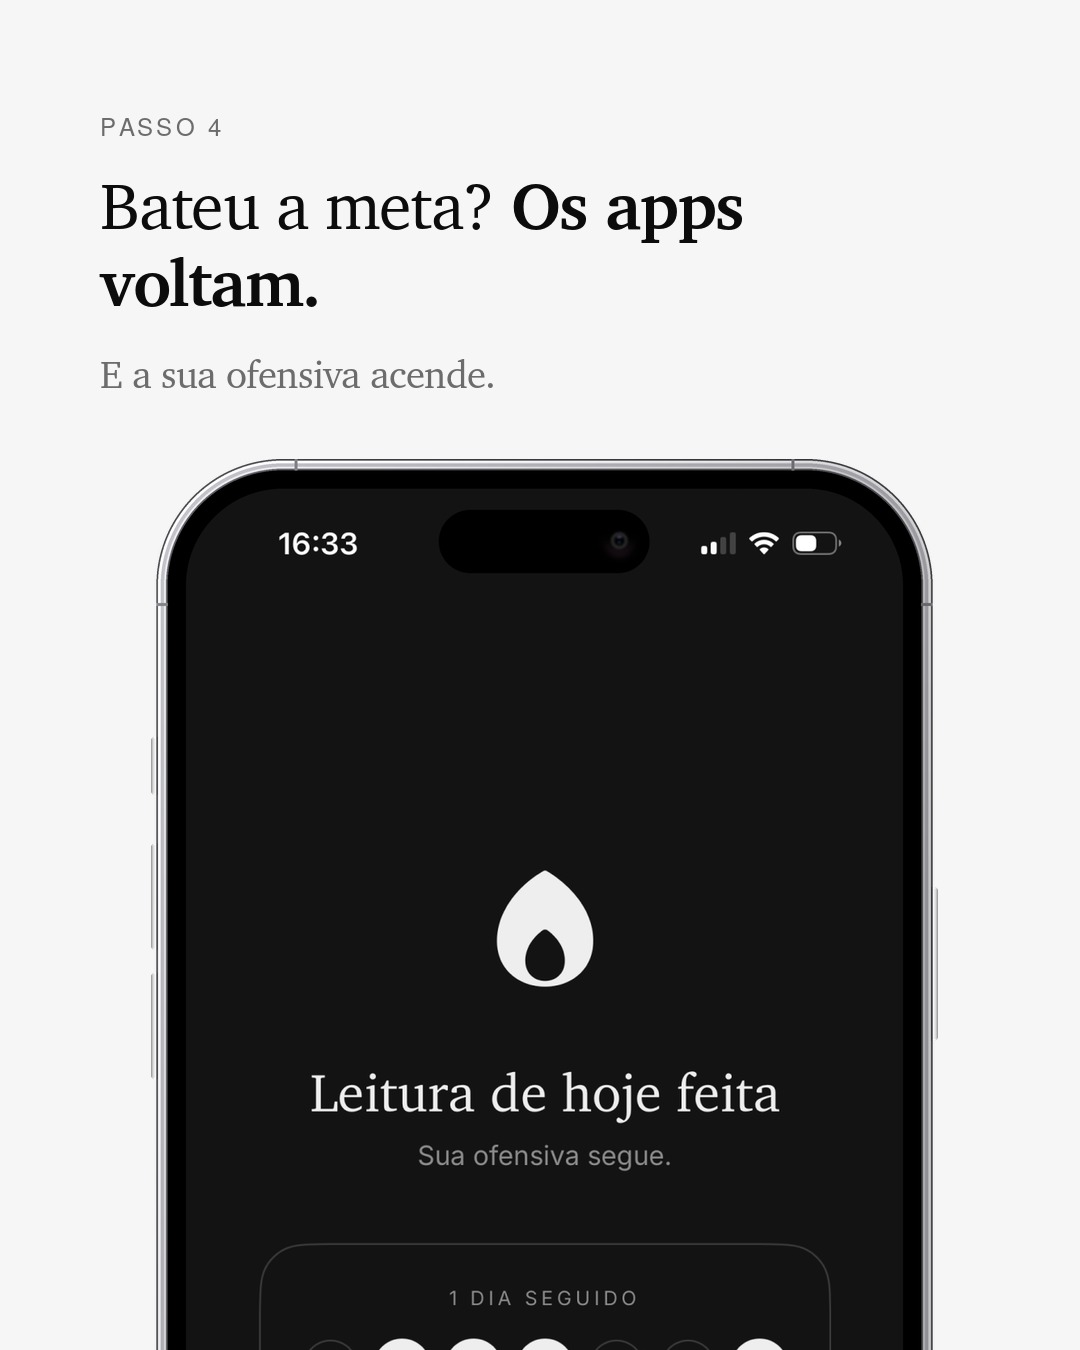 PASSO 4
Bateu a meta? Os apps
voltam.
E a sua ofensiva acende.
16:33
Leitura de hoje feita
Sua ofensiva segue.
1 DIA SEGUIDO